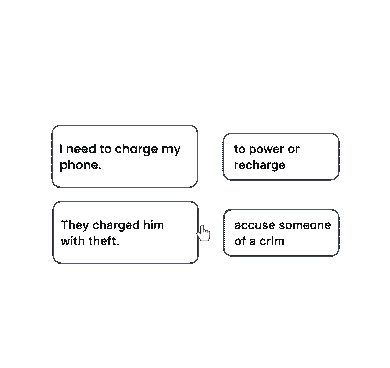 I need to charge my
phone.
to power or
recharge
They charged him
with theft.
accuse someone
of a crim